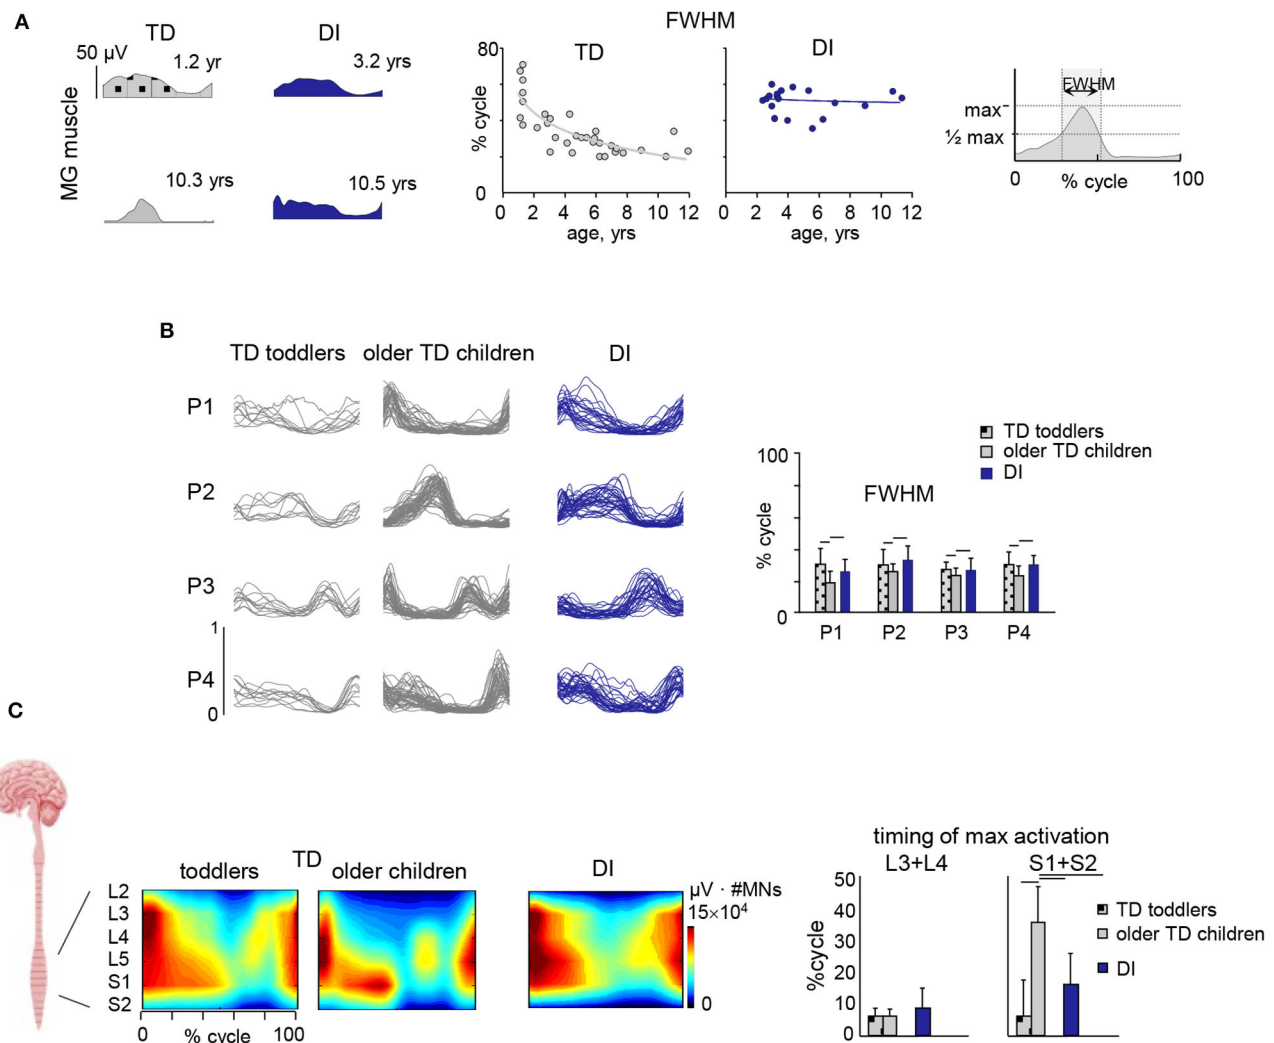 A
FWHM
TD
DI
50 µV
1.2 yr
3.2 yrs
MG muscle
10.3 yrs
10.5 yrs
TD
DI
80
% cycle
0
0 2 4 6 8 10 12
age, yrs
0 2 4 6 8 10 12
age, yrs
FWHM
max
½ max
0
% cycle
100
B
TD toddlers
older TD children
DI
P1
P2
P3
P4
1
0
TD toddlers
older TD children
DI
100
FWHM
% cycle
0
P1 P2 P3 P4
C
TD
toddlers
older children
DI
L2
L3
L4
L5
S1
S2
0
% cycle
100
µV · #MNs
15×10⁴
0
timing of max activation
L3+L4
S1+S2
50
40
30
20
10
0
%cycle
TD toddlers
older TD children
DI